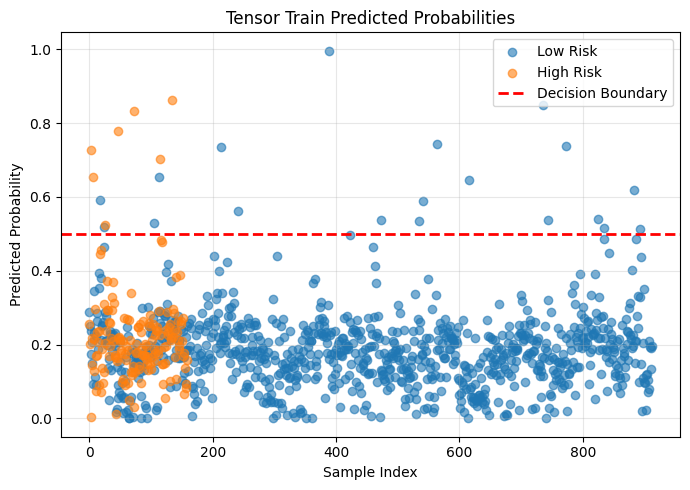 Tensor Train Predicted Probabilities
Low Risk
High Risk
Decision Boundary
Predicted Probability
1.0
0.8
0.6
0.4
0.2
0.0
0 200 400 600 800
Sample Index